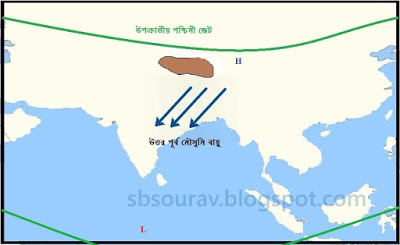 উপক্রান্তীয় পশ্চিমী জেট
H
উত্তর পূর্ব মৌসুমি বায়ু
sbsourav.blogspot.com
L